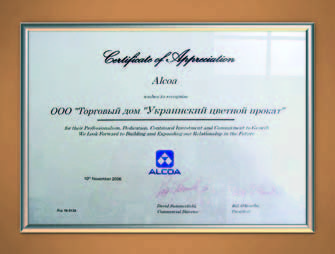 Certificate of Appreciation
Alcoa
wishes to recognize
ООО "Торговый дом "Украинский цветной прокат"
for their Professionalism, Dedication, Continued Investment and Commitment to Growth
We Look Forward to Building and Expanding our Relationship in the Future
ALCOA
10th November 2006
Commercial Director
President